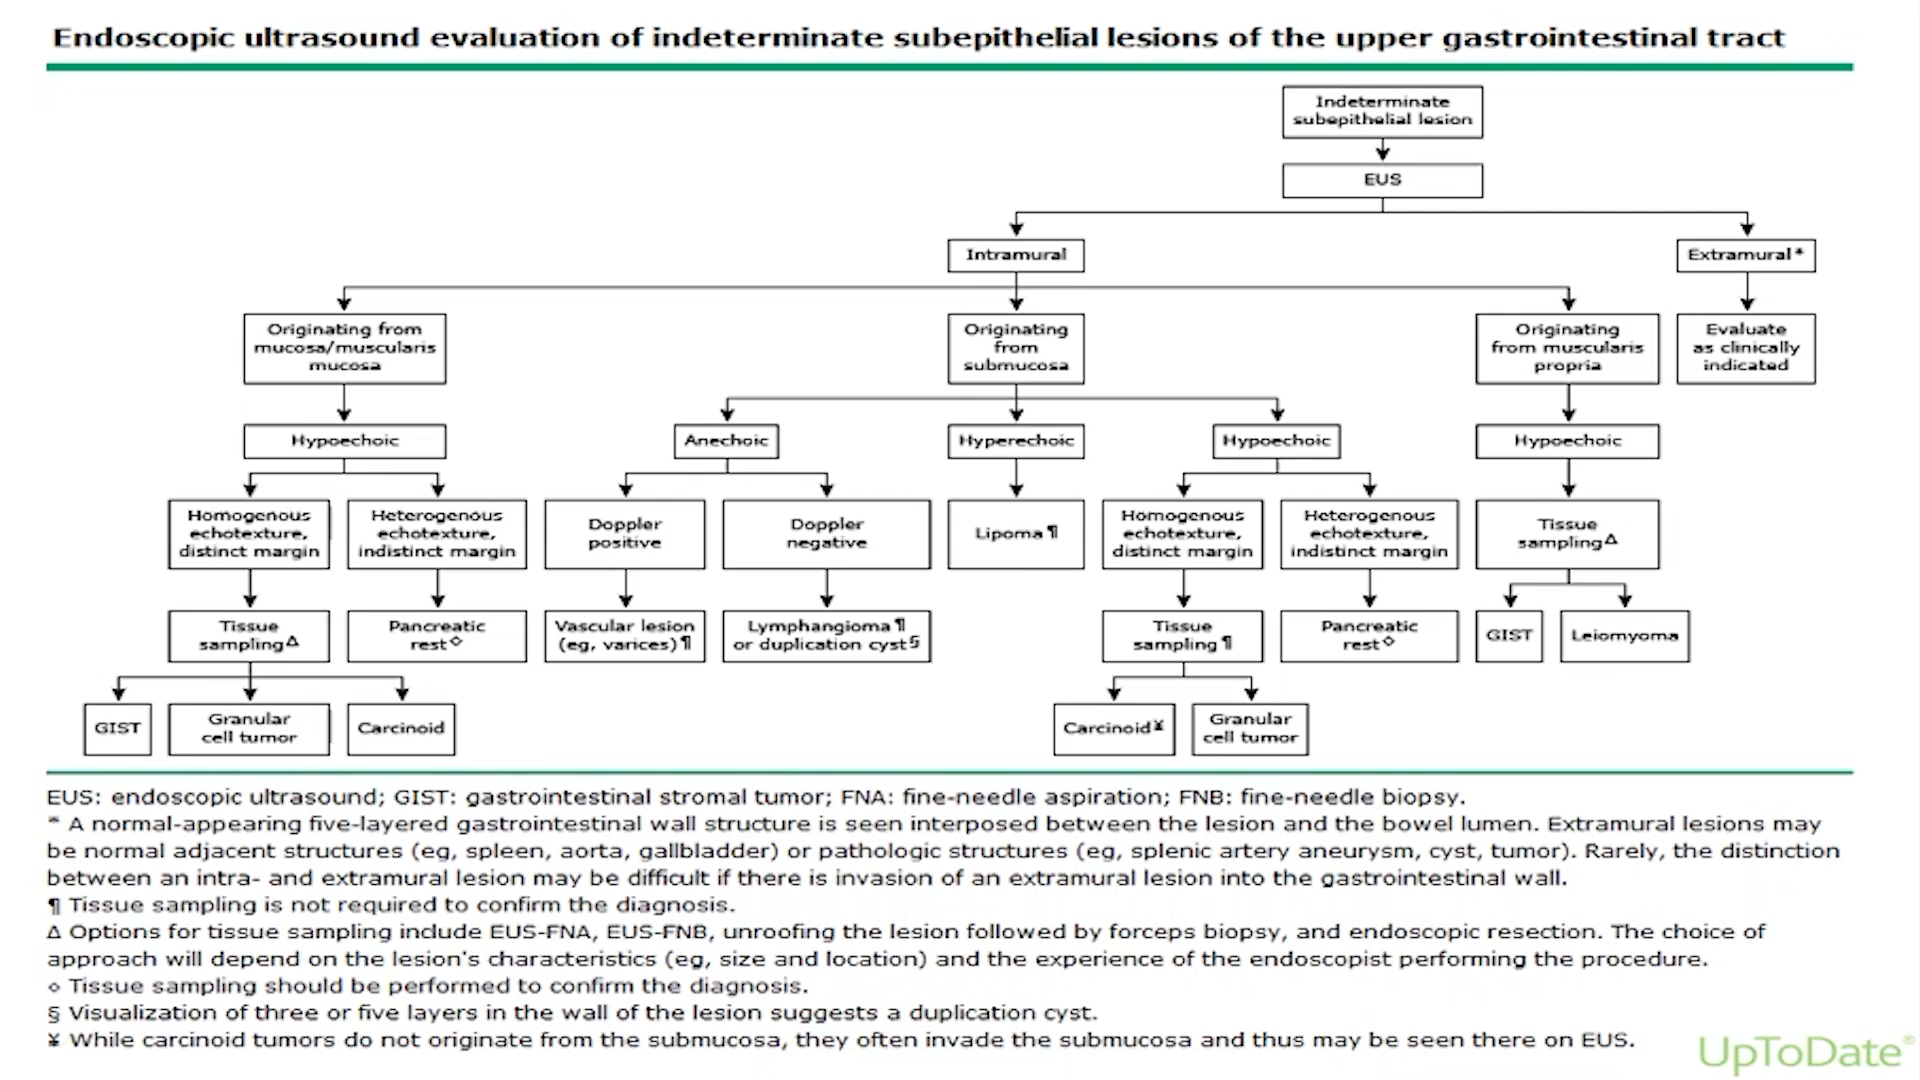 Endoscopic ultrasound evaluation of indeterminate subepithelial lesions of the upper gastrointestinal tract
Indeterminate
subepithelial lesion
EUS
Intramural
Extramural*
Originating from
mucosa/muscularis
mucosa
Originating
from
submucosa
Originating
from muscularis
propria
Evaluate
as clinically
indicated
Hypoechoic
Anechoic
Hyperechoic
Hypoechoic
Hypoechoic
Homogenous
echotexture,
distinct margin
Heterogenous
echotexture,
indistinct margin
Doppler
positive
Doppler
negative
Lipoma¶
Homogenous
echotexture,
distinct margin
Heterogenous
echotexture,
indistinct margin
Tissue
samplingΔ
Tissue
samplingΔ
Pancreatic
rest◇
Vascular lesion
(eg, varices)¶
Lymphangioma¶
or duplication cyst§
Tissue
sampling¶
Pancreatic
rest◇
GIST
Leiomyoma
GIST
Granular
cell tumor
Carcinoid
Carcinoid¥
Granular
cell tumor
EUS: endoscopic ultrasound; GIST: gastrointestinal stromal tumor; FNA: fine-needle aspiration; FNB: fine-needle biopsy.
* A normal-appearing five-layered gastrointestinal wall structure is seen interposed between the lesion and the bowel lumen. Extramural lesions may
be normal adjacent structures (eg, spleen, aorta, gallbladder) or pathologic structures (eg, splenic artery aneurysm, cyst, tumor). Rarely, the distinction
between an intra- and extramural lesion may be difficult if there is invasion of an extramural lesion into the gastrointestinal wall.
¶ Tissue sampling is not required to confirm the diagnosis.
Δ Options for tissue sampling include EUS-FNA, EUS-FNB, unroofing the lesion followed by forceps biopsy, and endoscopic resection. The choice of
approach will depend on the lesion's characteristics (eg, size and location) and the experience of the endoscopist performing the procedure.
◇ Tissue sampling should be performed to confirm the diagnosis.
§ Visualization of three or five layers in the wall of the lesion suggests a duplication cyst.
¥ While carcinoid tumors do not originate from the submucosa, they often invade the submucosa and thus may be seen there on EUS.
UpToDate®